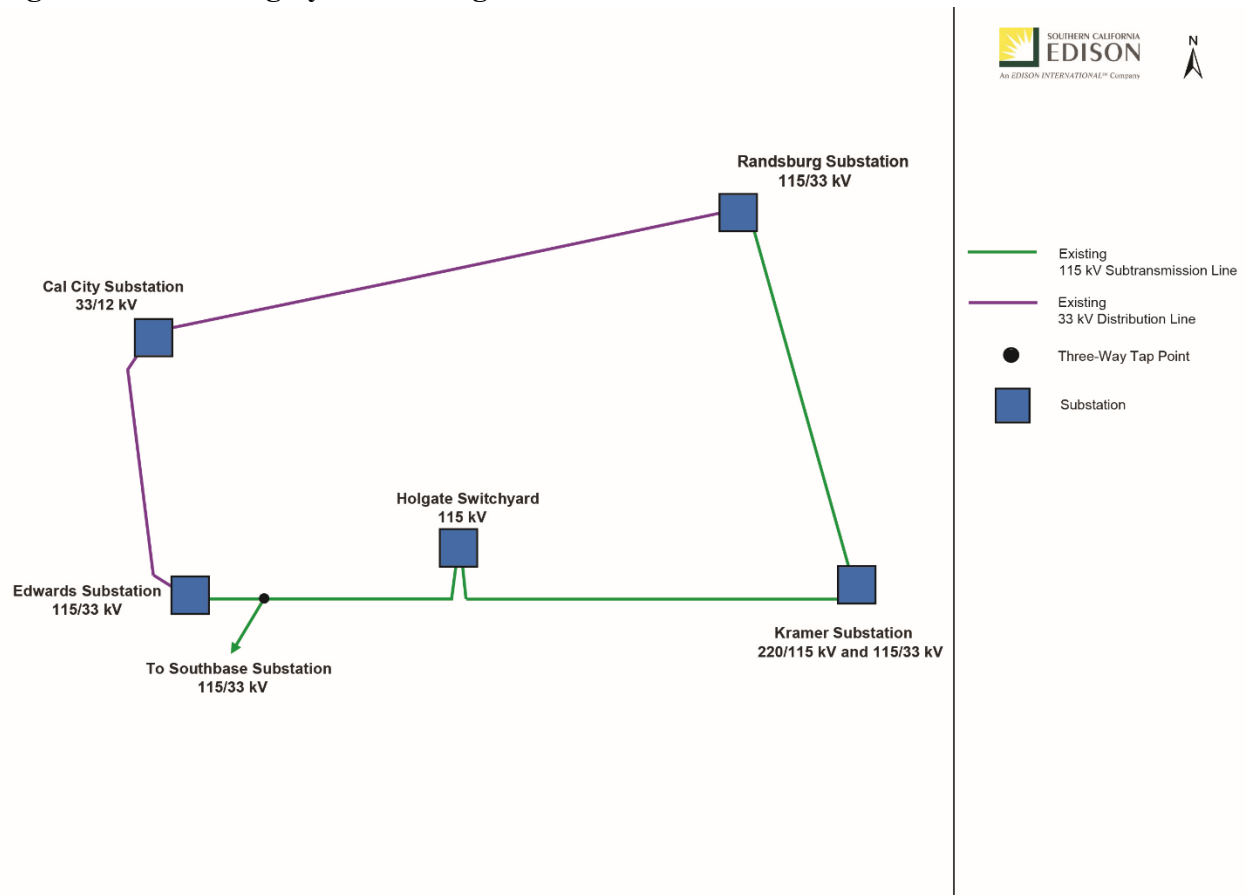 SOUTHERN CALIFORNIA
EDISON
An EDISON INTERNATIONAL℠ Company
N
Randsburg Substation
115/33 kV
Cal City Substation
33/12 kV
Holgate Switchyard
115 kV
Edwards Substation
115/33 kV
To Southbase Substation
115/33 kV
Kramer Substation
220/115 kV and 115/33 kV
Existing
115 kV Subtransmission Line
Existing
33 kV Distribution Line
Three-Way Tap Point
Substation